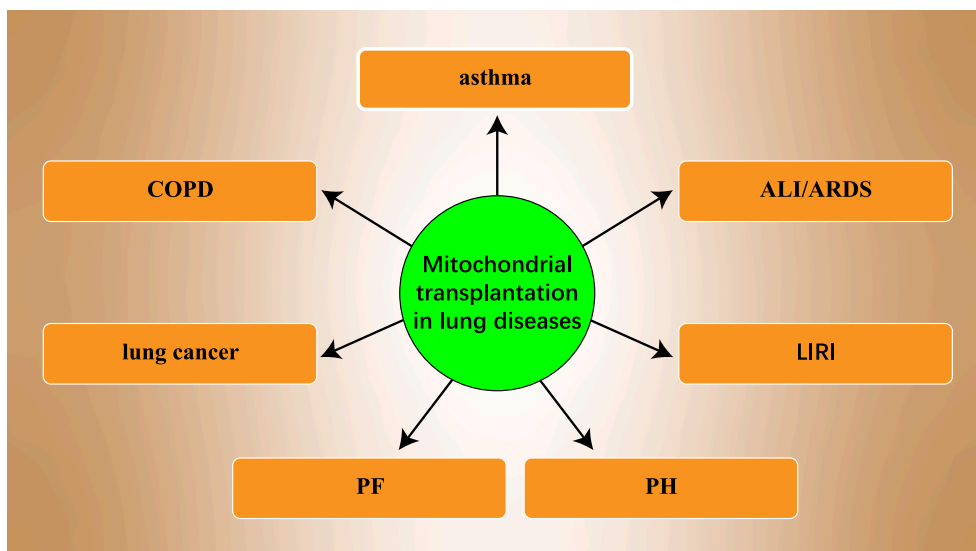 asthma
COPD
ALI/ARDS
Mitochondrial
transplantation
in lung diseases
lung cancer
LIRI
PF
PH